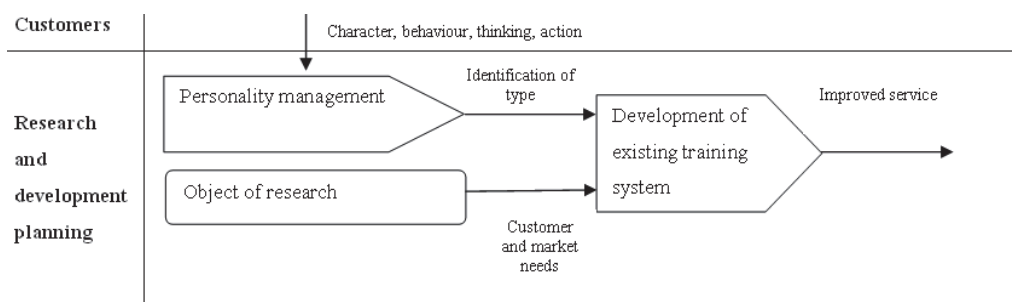 Customers
Character, behaviour, thinking, action
Research
and
development
planning
Personality management
Identification of
type
Development of
existing training
system
Improved service
Object of research
Customer
and market
needs